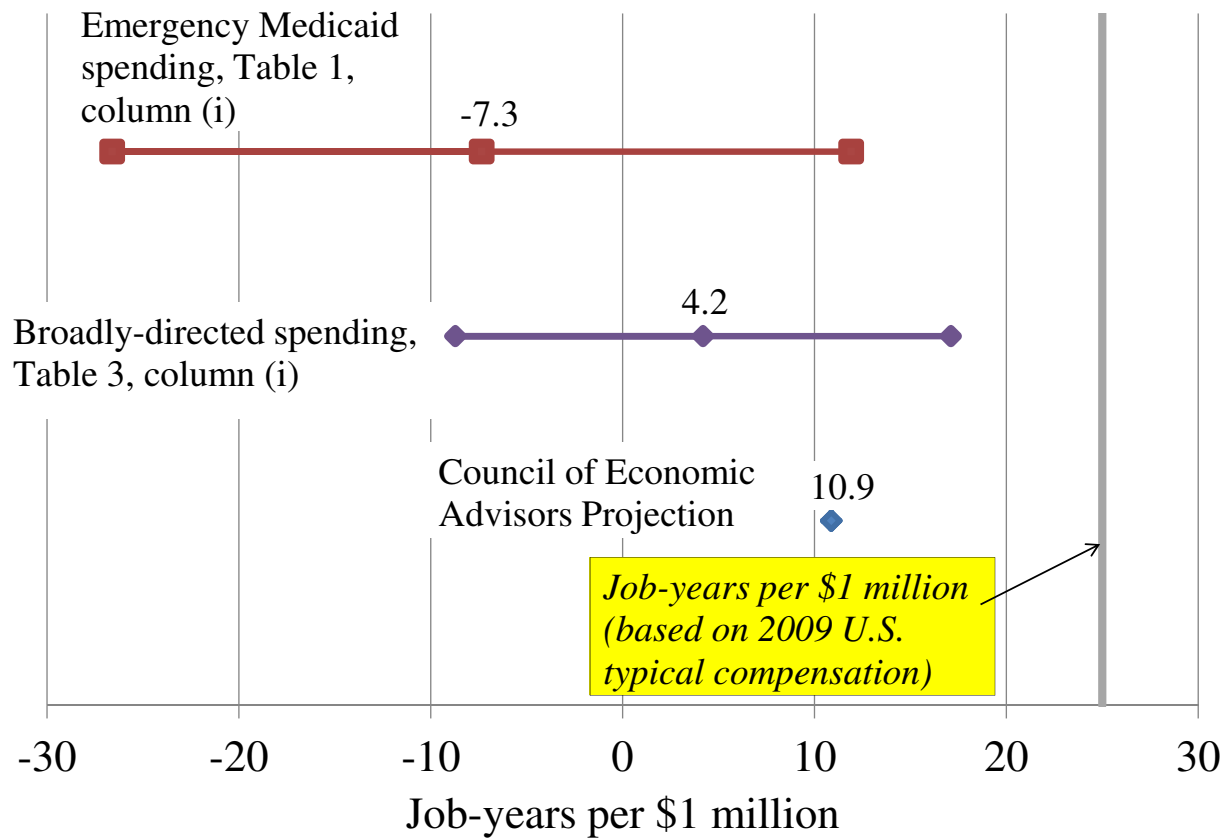 Emergency Medicaid
spending, Table 1,
column (i)
-7.3
4.2
Broadly-directed spending,
Table 3, column (i)
Council of Economic
Advisors Projection
10.9
Job-years per $1 million
(based on 2009 U.S.
typical compensation)
-30 -20 -10 0 10 20 30
Job-years per $1 million